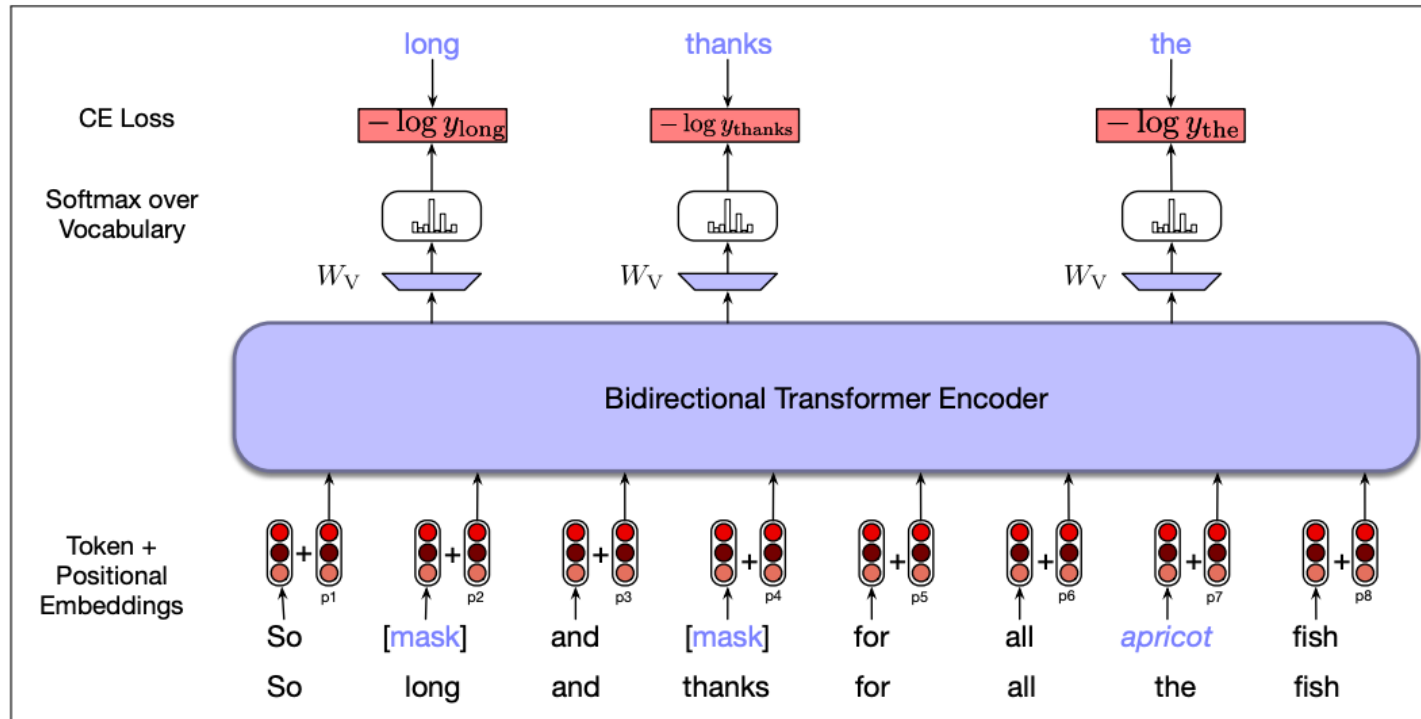 long thanks the
CE Loss − log y_long − log y_thanks − log y_the
Softmax over
Vocabulary
W_V W_V W_V
Bidirectional Transformer Encoder
Token +
Positional
Embeddings
+ + + + + + + +
p1 p2 p3 p4 p5 p6 p7 p8
So [mask] and [mask] for all apricot fish
So long and thanks for all the fish